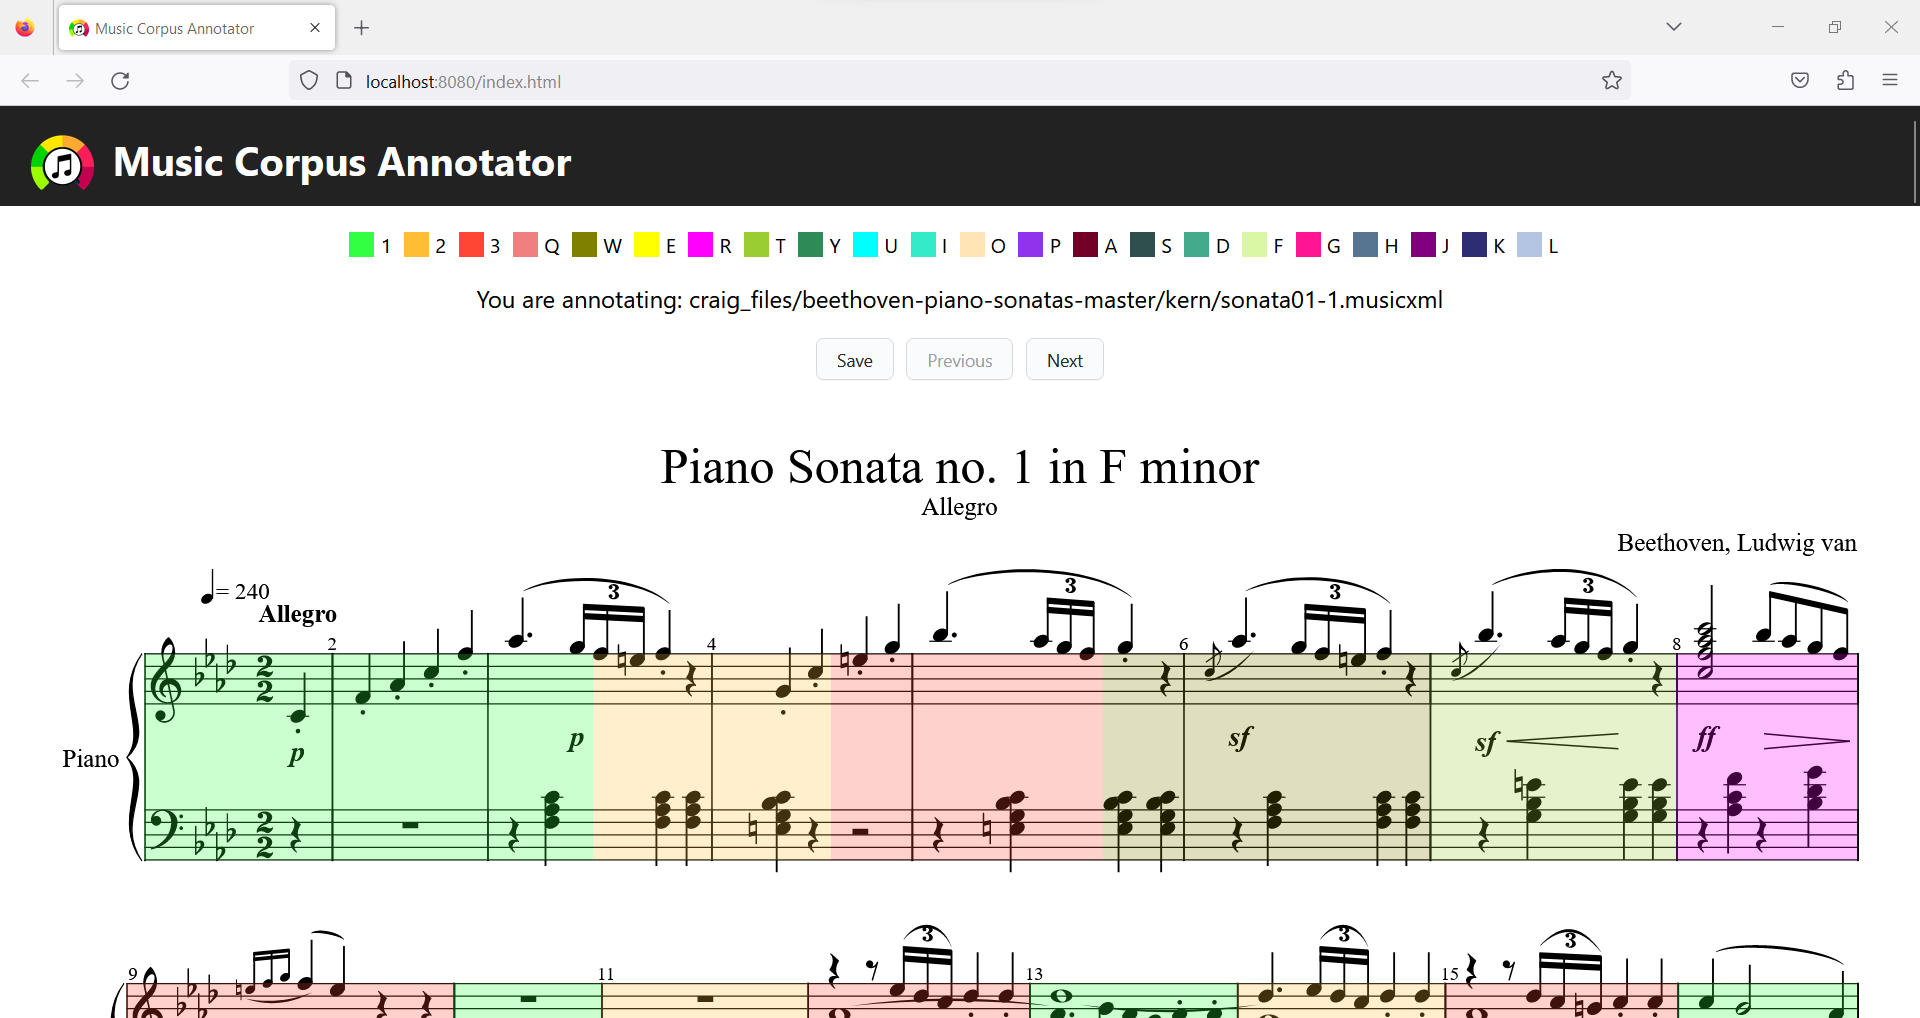 Music Corpus Annotator
localhost:8080/index.html
Music Corpus Annotator
1 2 3 Q W E R T Y U I O P A S D F G H J K L
You are annotating: craig_files/beethoven-piano-sonatas-master/kern/sonata01-1.musicxml
Save Previous Next
Piano Sonata no. 1 in F minor
Allegro
Beethoven, Ludwig van
= 240
Allegro
3 3 3 3
2 4 6 8
2 2
p p sf sf ff
Piano
2 2
3 3 3
9 11 13 15